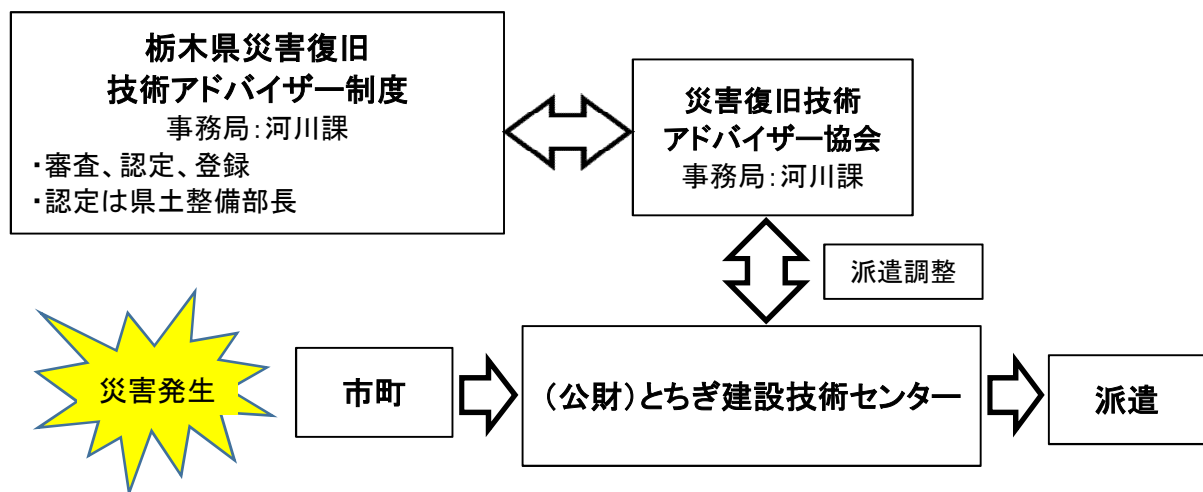 栃木県災害復旧
技術アドバイザー制度
事務局：河川課
・審査、認定、登録
・認定は県土整備部長
災害復旧技術
アドバイザー協会
事務局：河川課
派遣調整
災害発生
市町
（公財）とちぎ建設技術センター
派遣